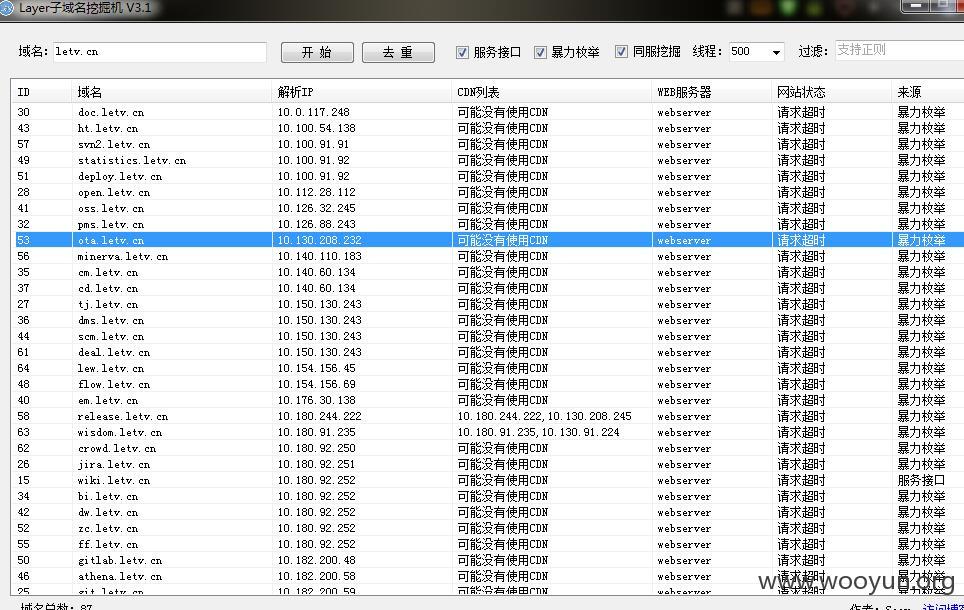 Layer子域名挖掘机 V3.1
域名: letv.cn 开 始 去 重 服务接口 暴力枚举 同服挖掘 线程: 500 过滤: 支持正则
ID 域名 解析IP CDN列表 WEB服务器 网站状态 来源
30 doc.letv.cn 10.0.117.248 可能没有使用CDN webserver 请求超时 暴力枚举
43 ht.letv.cn 10.100.54.138 可能没有使用CDN webserver 请求超时 暴力枚举
57 svn2.letv.cn 10.100.91.91 可能没有使用CDN webserver 请求超时 暴力枚举
49 statistics.letv.cn 10.100.91.92 可能没有使用CDN webserver 请求超时 暴力枚举
51 deploy.letv.cn 10.100.91.92 可能没有使用CDN webserver 请求超时 暴力枚举
28 open.letv.cn 10.112.28.112 可能没有使用CDN webserver 请求超时 暴力枚举
41 oss.letv.cn 10.126.32.245 可能没有使用CDN webserver 请求超时 暴力枚举
32 pms.letv.cn 10.126.88.243 可能没有使用CDN webserver 请求超时 暴力枚举
53 ota.letv.cn 10.130.208.232 可能没有使用CDN webserver 请求超时 暴力枚举
56 minerva.letv.cn 10.140.110.183 可能没有使用CDN webserver 请求超时 暴力枚举
35 cm.letv.cn 10.140.60.134 可能没有使用CDN webserver 请求超时 暴力枚举
37 cd.letv.cn 10.140.60.134 可能没有使用CDN webserver 请求超时 暴力枚举
27 tj.letv.cn 10.150.130.243 可能没有使用CDN webserver 请求超时 暴力枚举
36 dms.letv.cn 10.150.130.243 可能没有使用CDN webserver 请求超时 暴力枚举
44 scm.letv.cn 10.150.130.243 可能没有使用CDN webserver 请求超时 暴力枚举
61 deal.letv.cn 10.150.130.243 可能没有使用CDN webserver 请求超时 暴力枚举
64 lew.letv.cn 10.154.156.45 可能没有使用CDN webserver 请求超时 暴力枚举
48 flow.letv.cn 10.154.156.69 可能没有使用CDN webserver 请求超时 暴力枚举
40 em.letv.cn 10.176.30.138 可能没有使用CDN webserver 请求超时 暴力枚举
58 release.letv.cn 10.180.244.222 10.180.244.222,10.130.208.245 webserver 请求超时 暴力枚举
63 wisdom.letv.cn 10.180.91.235 10.180.91.235,10.130.91.224 webserver 请求超时 暴力枚举
62 crowd.letv.cn 10.180.92.250 可能没有使用CDN webserver 请求超时 暴力枚举
26 jira.letv.cn 10.180.92.251 可能没有使用CDN webserver 请求超时 暴力枚举
15 wiki.letv.cn 10.180.92.252 可能没有使用CDN webserver 请求超时 服务接口
34 bi.letv.cn 10.180.92.252 可能没有使用CDN webserver 请求超时 暴力枚举
42 dw.letv.cn 10.180.92.252 可能没有使用CDN webserver 请求超时 暴力枚举
52 zc.letv.cn 10.180.92.252 可能没有使用CDN webserver 请求超时 暴力枚举
55 ff.letv.cn 10.180.92.252 可能没有使用CDN webserver 请求超时 暴力枚举
50 gitlab.letv.cn 10.182.200.48 可能没有使用CDN webserver 请求超时 暴力枚举
46 athena.letv.cn 10.182.200.58 可能没有使用CDN webserver 请求超时 暴力枚举
25 git.letv.cn 10.182.200.59 可能没有使用CDN webserver 请求超时 暴力枚举
www.wooyun.org
域名总数: 87 作者: